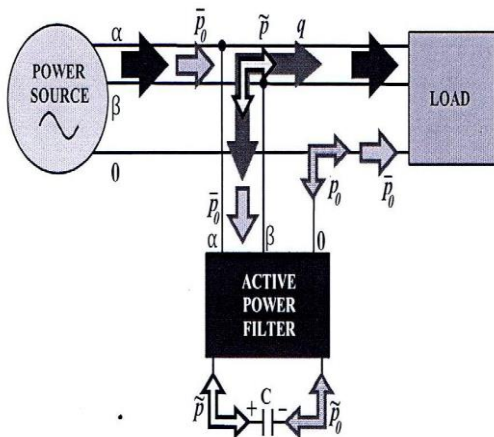 α p̄₀ p̃ q
POWER
SOURCE
β
LOAD
0
p̄₀ p₀ p̄₀
α β 0
ACTIVE
POWER
FILTER
p̃ + C - p̃₀